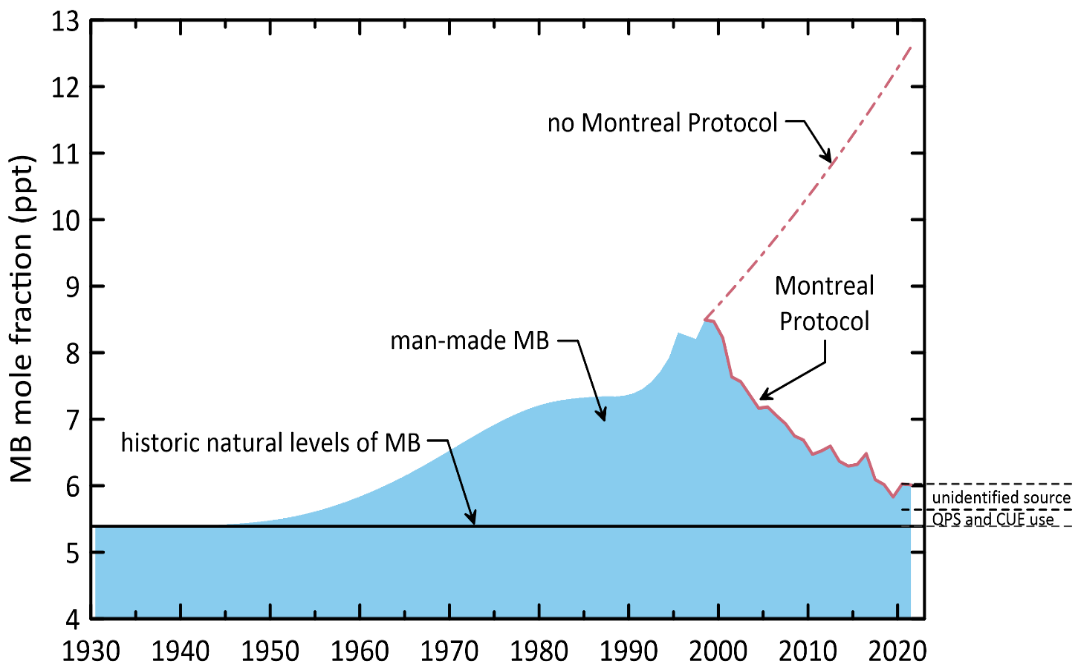 13
12
11
10
9
8
7
6
5
4
MB mole fraction (ppt)
no Montreal Protocol
Montreal
Protocol
man-made MB
historic natural levels of MB
unidentified source
QPS and CUE use
1930 1940 1950 1960 1970 1980 1990 2000 2010 2020